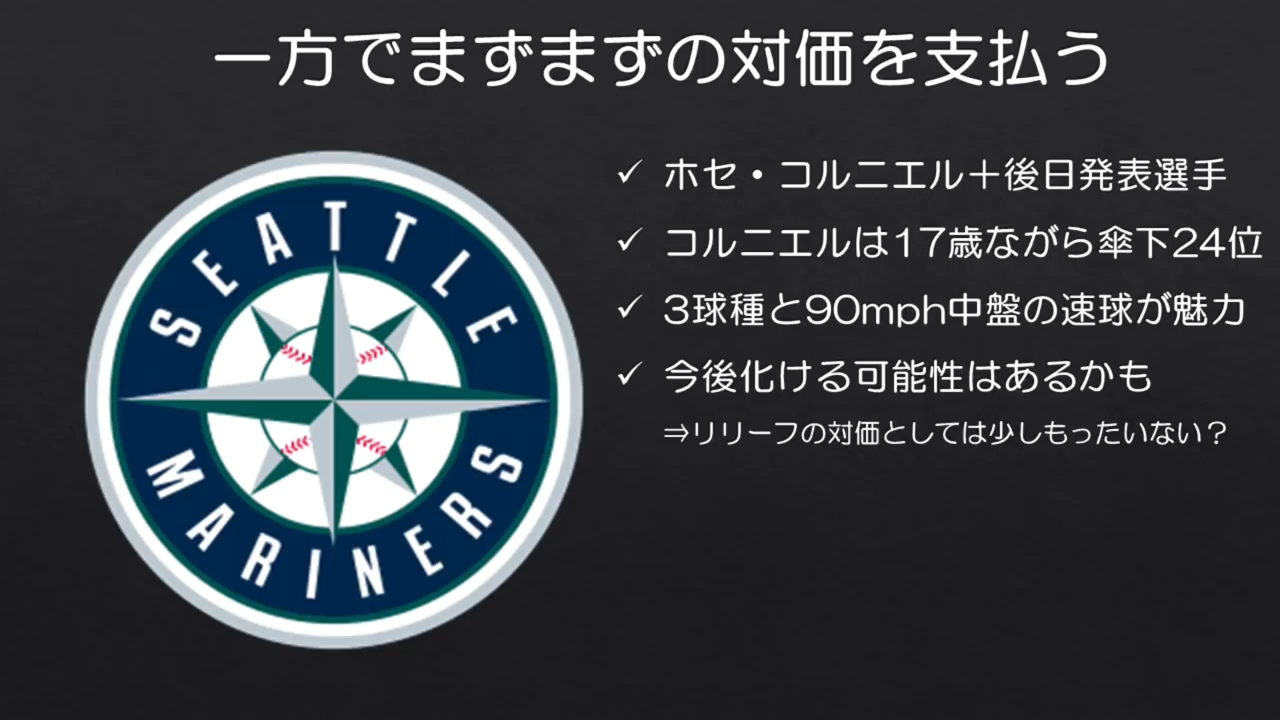 一方でまずまずの対価を支払う
SEATTLE
MARINERS
✓ ホセ・コルニエル＋後日発表選手
✓ コルニエルは17歳ながら傘下24位
✓ 3球種と90mph中盤の速球が魅力
✓ 今後化ける可能性はあるかも
⇒リリーフの対価としては少しもったいない？